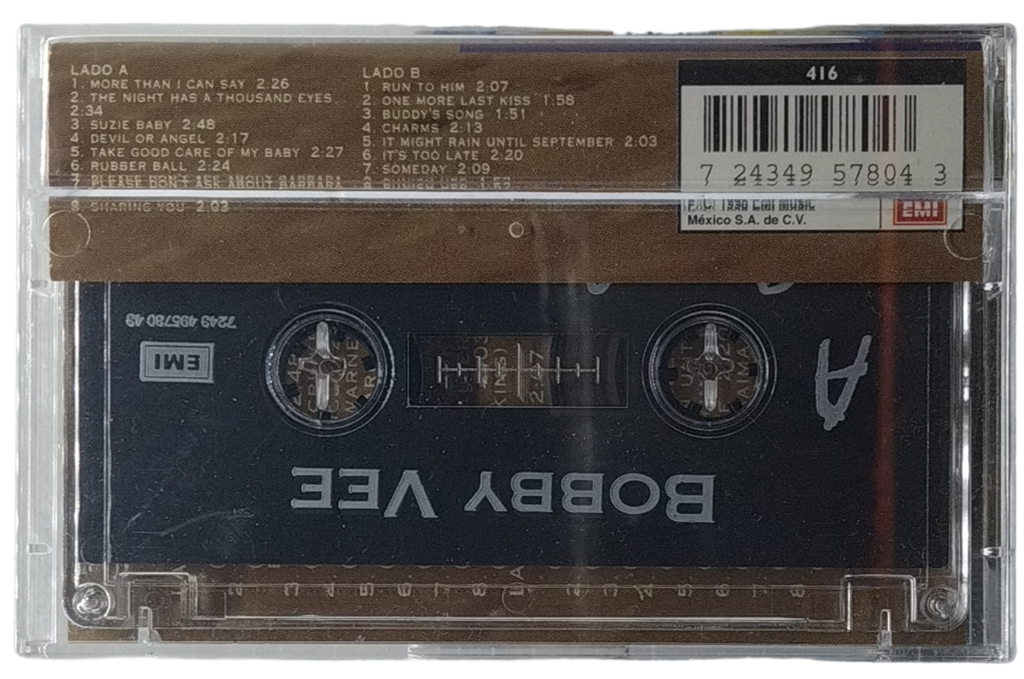 LADO A
1. MORE THAN I CAN SAY 2:26
2. THE NIGHT HAS A THOUSAND EYES
2:34
3. SUZIE BABY 2:48
4. DEVIL OR ANGEL 2:17
5. TAKE GOOD CARE OF MY BABY 2:27
6. RUBBER BALL 2:24
7. PLEASE DON'T ASK ABOUT BARBARA
8. SHARING YOU 2:02
LADO B
1. RUN TO HIM 2:07
2. ONE MORE LAST KISS 1:58
3. BUDDY'S SONG 1:51
4. CHARMS 2:13
5. IT MIGHT RAIN UNTIL SEPTEMBER 2:03
6. IT'S TOO LATE 2:20
7. SOMEDAY 2:09
416
7 24349 57804 3
EMI MUSIC
México S.A. de C.V.
EMI
7243 495780 43
EMI
A
BOBBY VEE